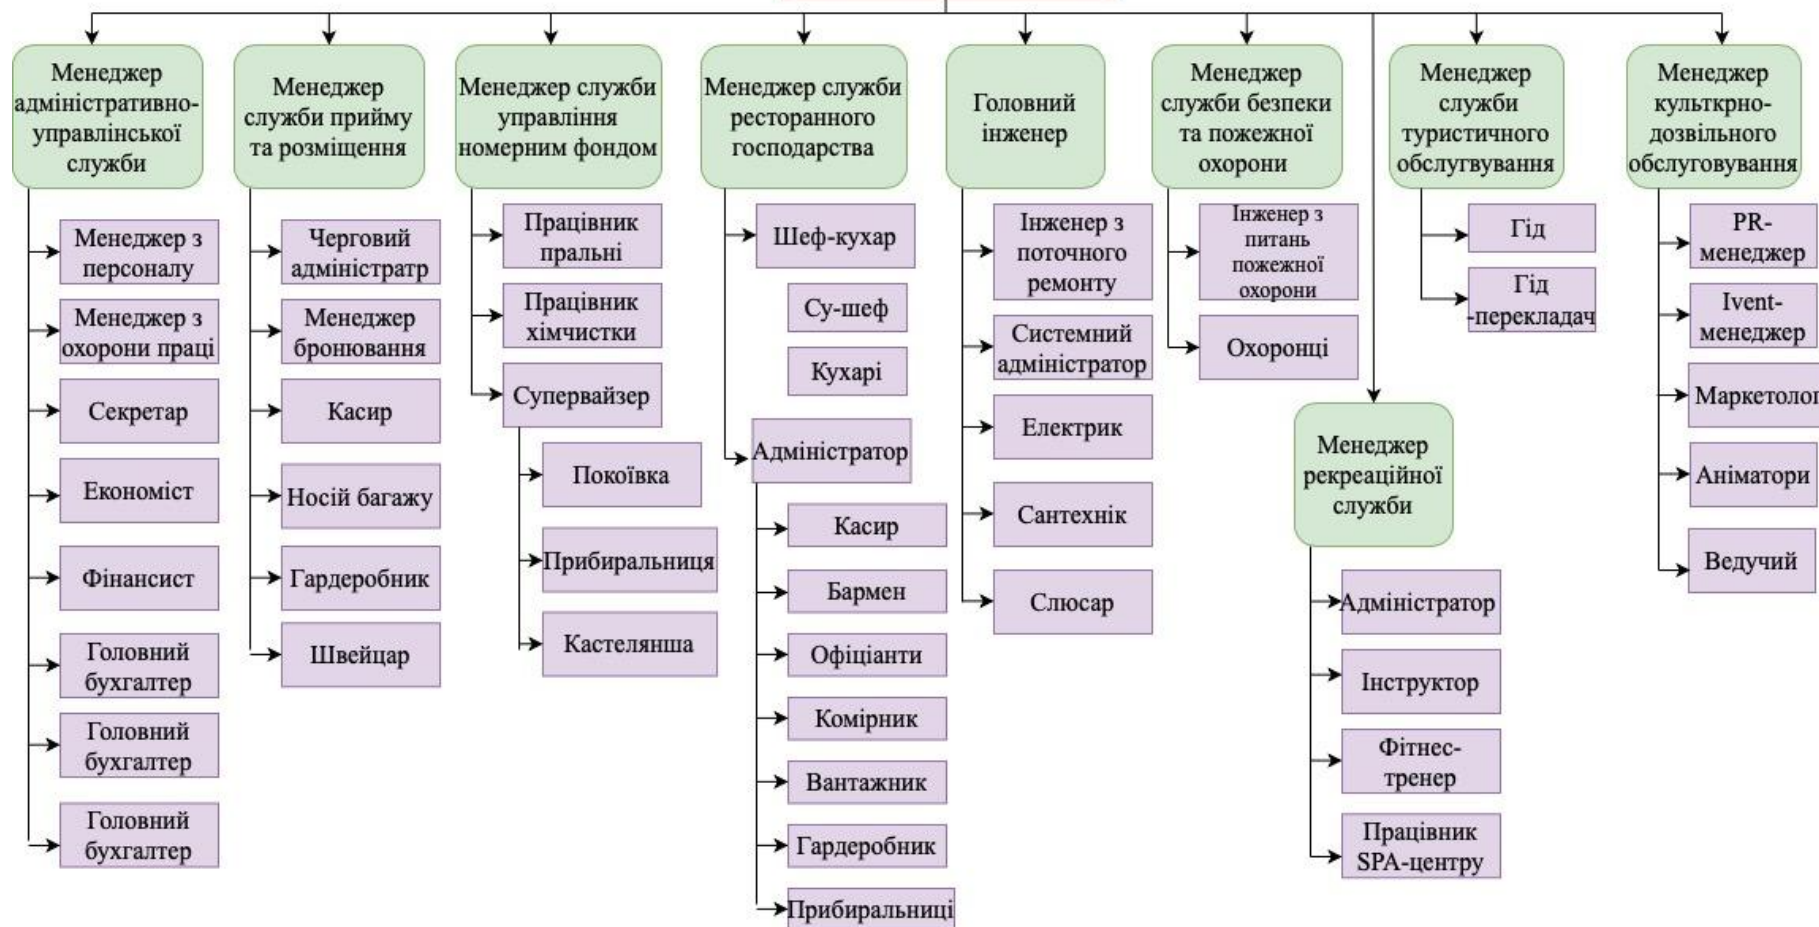 Менеджер
адміністративно-
управлінської
служби
Менеджер з
персоналу
Менеджер з
охорони праці
Секретар
Економіст
Фінансист
Головний
бухгалтер
Головний
бухгалтер
Головний
бухгалтер
Менеджер
служби прийму
та розміщення
Черговий
адміністратр
Менеджер
бронювання
Касир
Носій багажу
Гардеробник
Швейцар
Менеджер служби
управління
номерним фондом
Працівник
пральні
Працівник
хімчистки
Супервайзер
Покоївка
Прибиральниця
Кастелянша
Менеджер служби
ресторанного
господарства
Шеф-кухар
Су-шеф
Кухарі
Адміністратор
Касир
Бармен
Офіціанти
Комірник
Вантажник
Гардеробник
Прибиральниці
Головний
інженер
Інженер з
поточного
ремонту
Системний
адміністратор
Електрик
Сантехнік
Слюсар
Менеджер
служби безпеки
та пожежної
охорони
Інженер з
питань
пожежної
охорони
Охоронці
Менеджер
рекреаційної
служби
Адміністратор
Інструктор
Фітнес-
тренер
Працівник
SPA-центру
Менеджер
служби
туристичного
обслугвування
Гід
Гід
-перекладач
Менеджер
культкрно-
дозвільного
обслуговування
PR-
менеджер
Ivent-
менеджер
Маркетолог
Аніматори
Ведучий